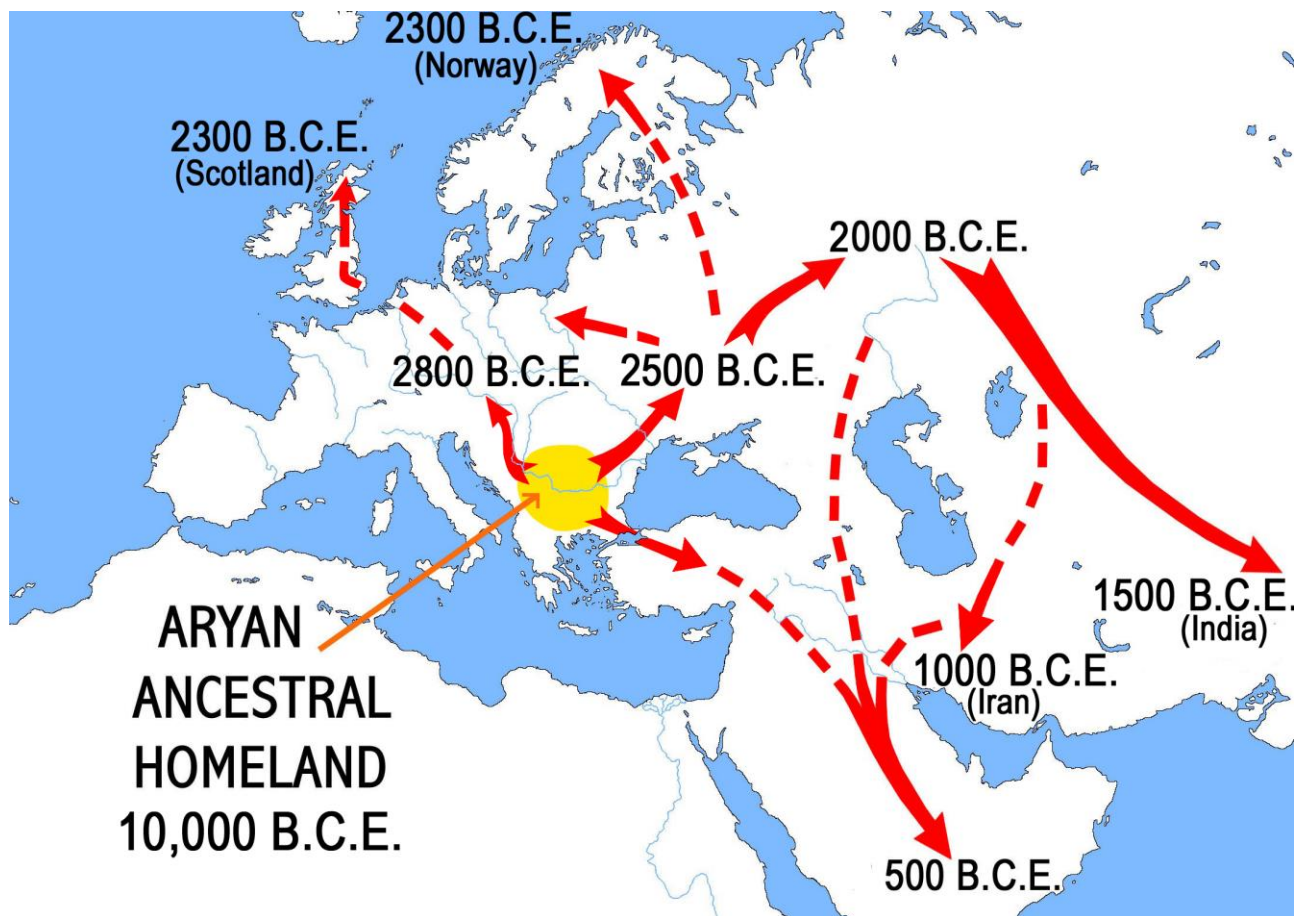 2300 B.C.E.
(Norway)
2300 B.C.E.
(Scotland)
2000 B.C.E.
2800 B.C.E.
2500 B.C.E.
ARYAN
ANCESTRAL
HOMELAND
10,000 B.C.E.
1500 B.C.E.
(India)
1000 B.C.E.
(Iran)
500 B.C.E.